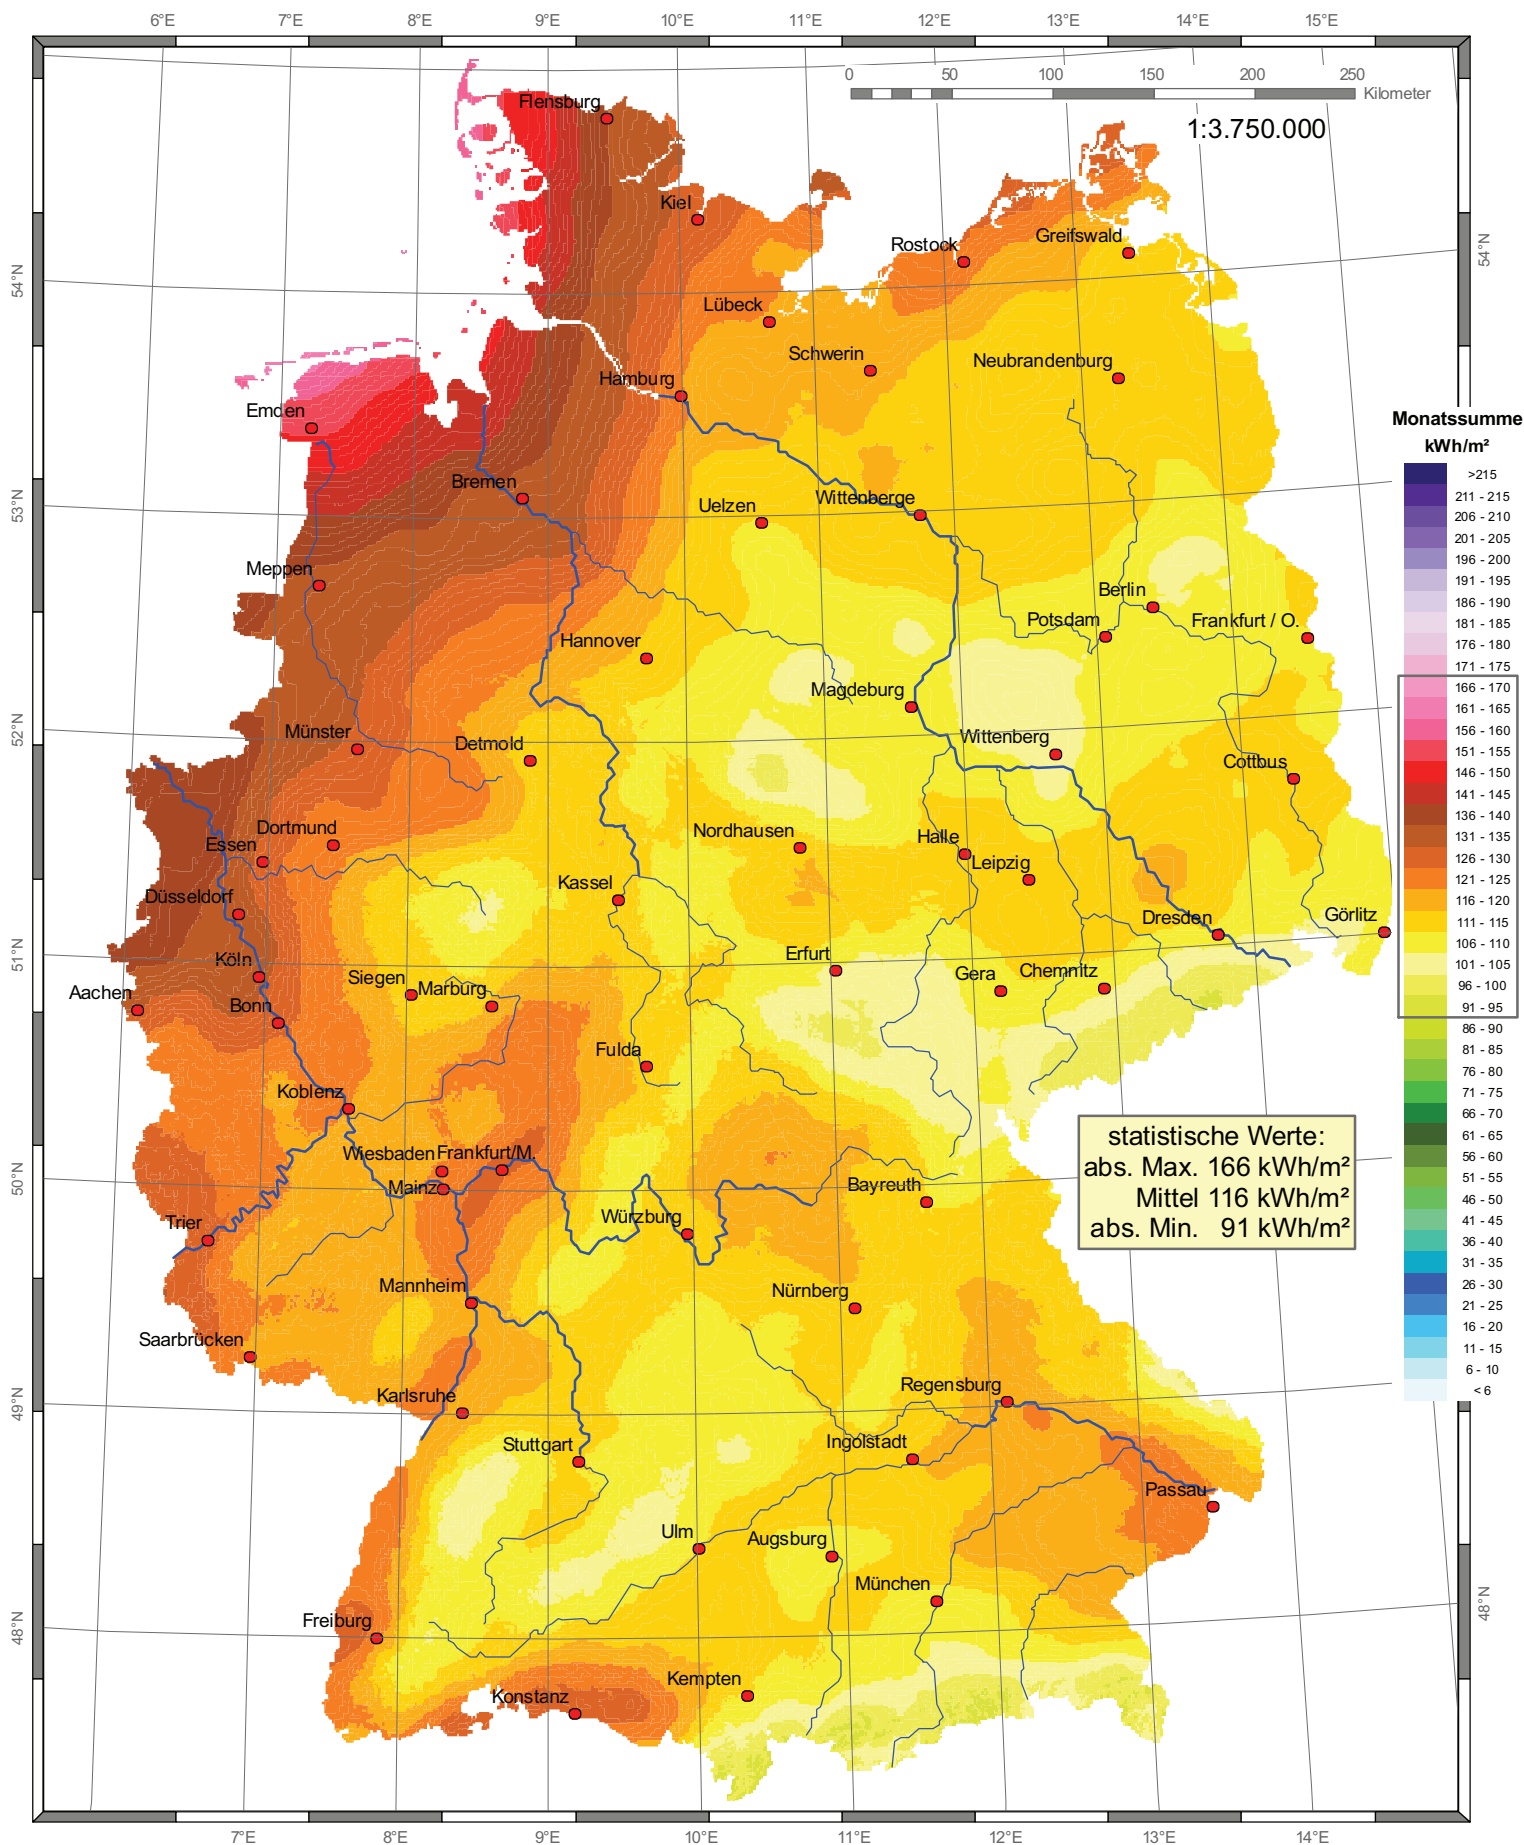 6°E 7°E 8°E 9°E 10°E 11°E 12°E 13°E 14°E 15°E
0 50 100 150 200 250
Kilometer
1:3.750.000
Flensburg
Kiel
Rostock
Greifswald
54°N
54°N
Lübeck
Schwerin
Neubrandenburg
Hamburg
Emden
Monatssumme
kWh/m²
>215
211 - 215
206 - 210
201 - 205
196 - 200
191 - 195
186 - 190
181 - 185
176 - 180
171 - 175
166 - 170
161 - 165
156 - 160
151 - 155
146 - 150
141 - 145
136 - 140
131 - 135
126 - 130
121 - 125
116 - 120
111 - 115
106 - 110
101 - 105
96 - 100
91 - 95
86 - 90
81 - 85
76 - 80
71 - 75
66 - 70
61 - 65
56 - 60
51 - 55
46 - 50
41 - 45
36 - 40
31 - 35
26 - 30
21 - 25
16 - 20
11 - 15
6 - 10
< 6
Bremen
53°N
Uelzen
Wittenberge
Meppen
Berlin
Potsdam
Frankfurt / O.
Hannover
Magdeburg
52°N
Münster
Detmold
Wittenberg
Cottbus
Dortmund
Essen
Nordhausen
Halle
Leipzig
Kassel
Düsseldorf
Dresden
Görlitz
51°N
Köln
Erfurt
Siegen
Marburg
Gera
Chemnitz
Aachen
Bonn
Fulda
Koblenz
statistische Werte:
abs. Max. 166 kWh/m²
Mittel 116 kWh/m²
abs. Min. 91 kWh/m²
50°N
Wiesbaden
Frankfurt/M.
Mainz
Bayreuth
Trier
Würzburg
Mannheim
Nürnberg
Saarbrücken
49°N
Karlsruhe
Regensburg
Stuttgart
Ingolstadt
Passau
Ulm
Augsburg
München
48°N
48°N
Freiburg
Kempten
Konstanz
7°E 8°E 9°E 10°E 11°E 12°E 13°E 14°E